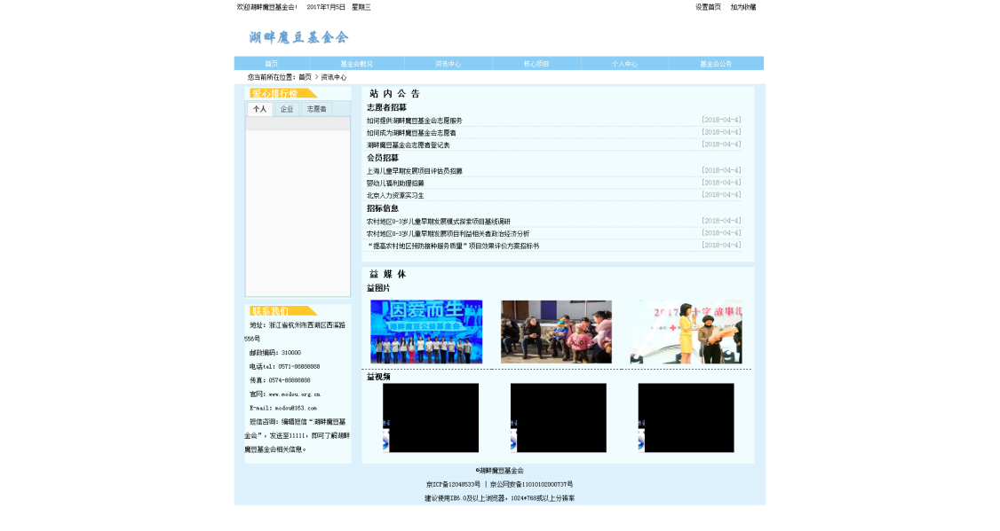 欢迎湖畔魔豆基金会! 2017年7月5日 星期三 设置首页 加为收藏
湖畔魔豆基金会
首页 基金会概况 资讯中心 核心项目 个人中心 基金会公务
您当前所在位置: 首页 > 资讯中心
爱心排行榜
个人 企业 志愿者
站内公告
志愿者招募
如何提供湖畔魔豆基金会志愿服务 [2018-04-4]
如何成为湖畔魔豆基金会志愿者 [2018-04-4]
湖畔魔豆基金会志愿者登记表 [2018-04-4]
会员招募
上海儿童早期发展项目评估员招募 [2018-04-4]
婴幼儿福利助理招募 [2018-04-4]
北京人力资源实习生 [2018-04-4]
招标信息
农村地区0-3岁儿童早期发展模式探索项目基线调研 [2018-04-4]
农村地区0-3岁儿童早期发展项目利益相关者政治经济分析 [2018-04-4]
“提高农村地区预防接种服务质量”项目效果评价方案招标书 [2018-04-4]
联系我们
地址: 浙江省杭州市西湖区西溪路
556号
邮政编码: 310000
电话tel: 0571-88888888
传真: 0574-88888888
官网: www.modou.org.cn
E-mail: modou@163.com
短信咨询: 编辑短信“湖畔魔豆基
金会”,发送至11111,即可了解湖畔
魔豆基金会相关信息。
益媒体
益图片
因爱而生
湖畔魔豆公益基金会
2017 十字故事汇
益视频
©湖畔魔豆基金会
京ICP备12048533号 | 京公网安备11010102000737号
建议使用IE6.0及以上浏览器,1024*768或以上分辨率